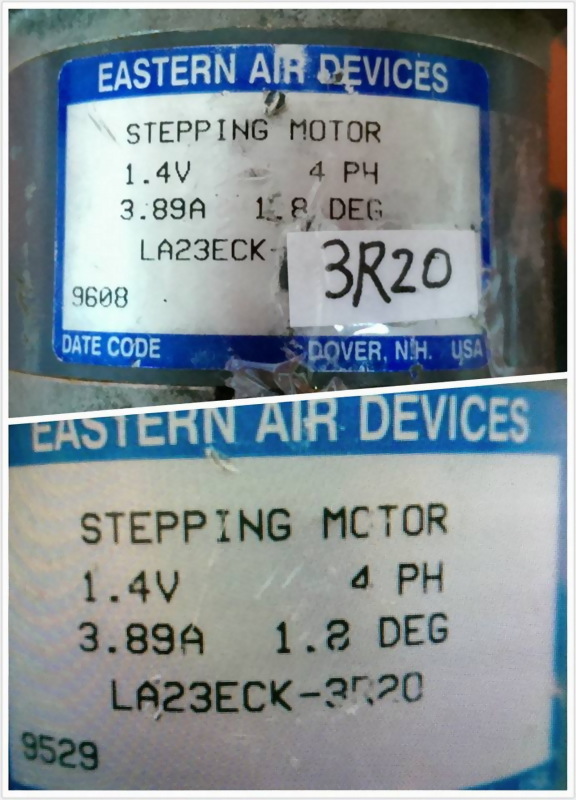 EASTERN AIR DEVICES
STEPPING MOTOR
1.4V 4 PH
3.89A 1.8 DEG
LA23ECK- 3R20
9608
DATE CODE DOVER, N.H. USA
EASTERN AIR DEVICES
STEPPING MOTOR
1.4V 4 PH
3.89A 1.8 DEG
LA23ECK-3R20
9529